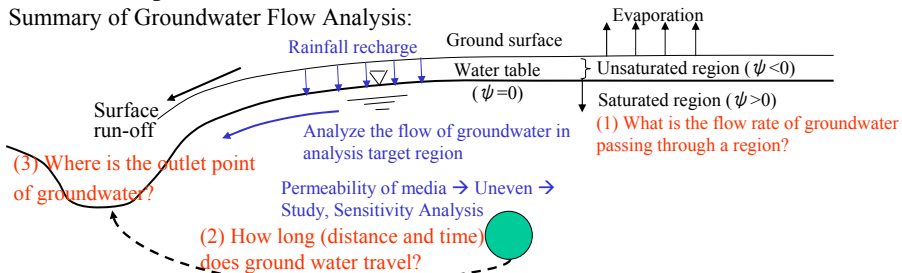 Summary of Groundwater Flow Analysis:
Evaporation
Rainfall recharge
Ground surface
Water table
(ψ=0)
Unsaturated region (ψ<0)
Saturated region (ψ>0)
Surface
run-off
(1) What is the flow rate of groundwater
passing through a region?
Analyze the flow of groundwater in
analysis target region
(3) Where is the outlet point
of groundwater?
Permeability of media → Uneven →
Study, Sensitivity Analysis
(2) How long (distance and time)
does ground water travel?